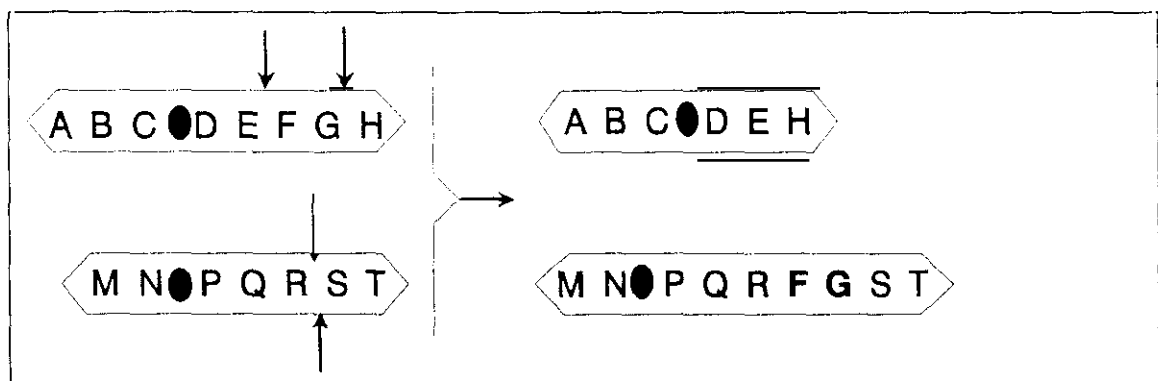 A B C D E F G H
A B C D E H
M N P Q R S T
M N P Q R F G S T